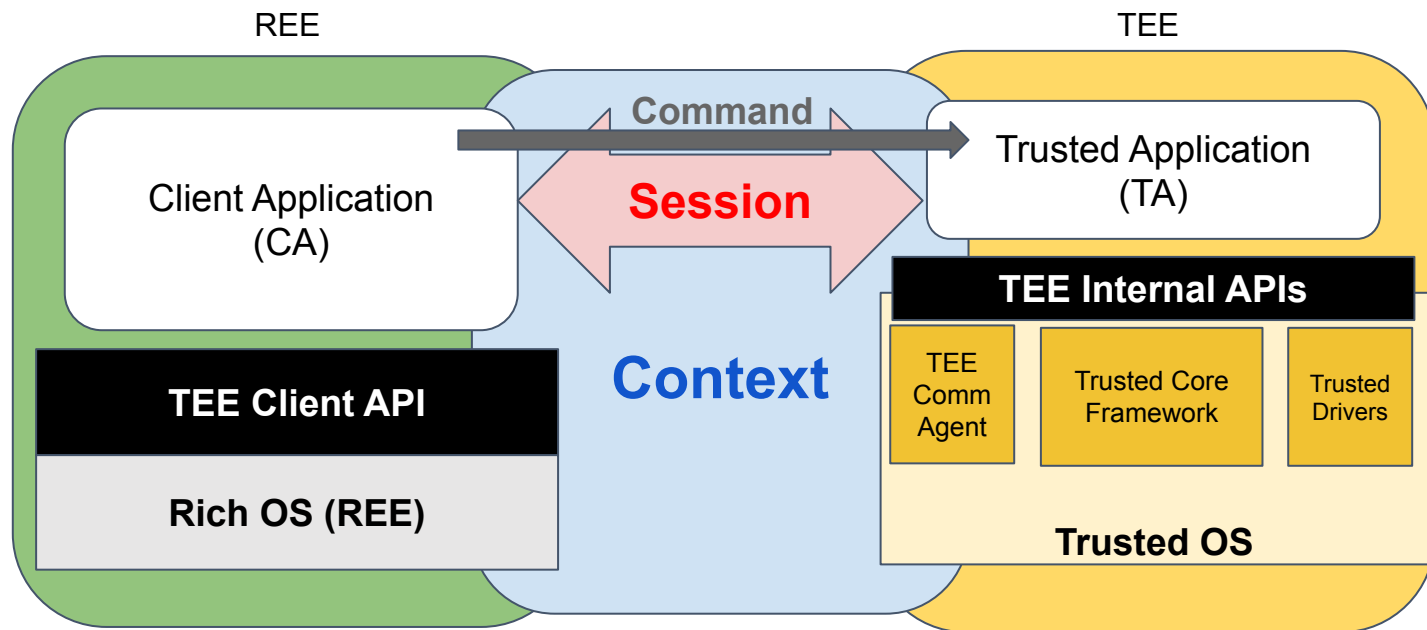 REE
TEE
Command
Client Application
(CA)
Session
Trusted Application
(TA)
TEE Internal APIs
Context
TEE Client API
Rich OS (REE)
TEE
Comm
Agent
Trusted Core
Framework
Trusted
Drivers
Trusted OS